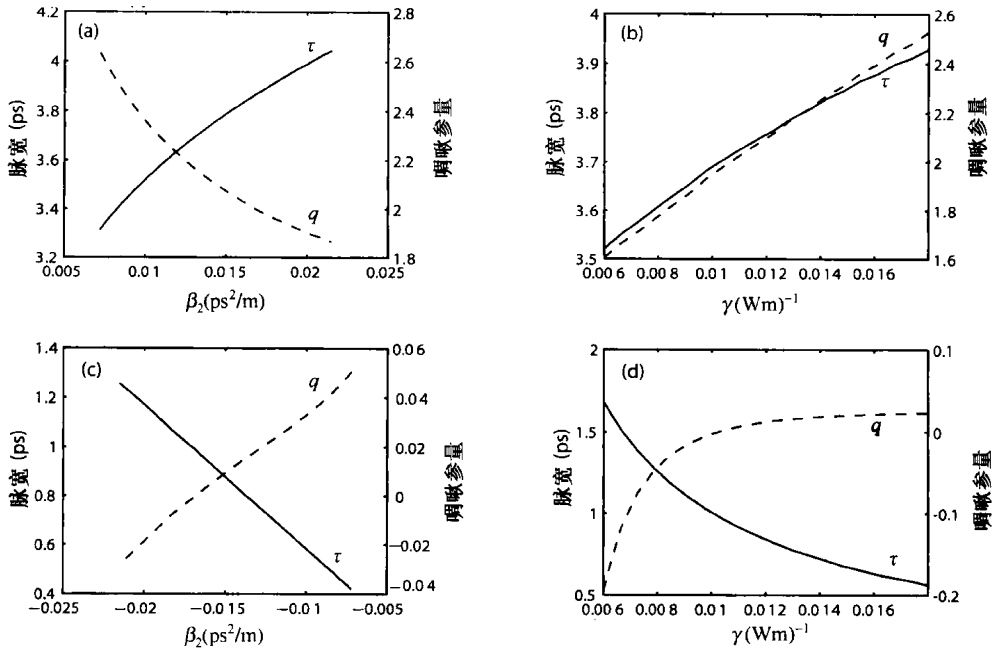 (a)
4.2
4
3.8
3.6
3.4
3.2
脉宽 (ps)
2.8
2.6
2.4
2.2
2
1.8
啁啾参量
τ
q
0.005 0.01 0.015 0.02 0.025
β₂(ps²/m)
(b)
4
3.9
3.8
3.7
3.6
3.5
脉宽 (ps)
2.6
2.4
2.2
2
1.8
1.6
啁啾参量
q
τ
0.006 0.008 0.01 0.012 0.014 0.016
γ(Wm)⁻¹
(c)
1.4
1.2
1
0.8
0.6
0.4
脉宽 (ps)
0.06
0.04
0.02
0
−0.02
−0.04
啁啾参量
q
τ
−0.025 −0.02 −0.015 −0.01 −0.005
β₂(ps²/m)
(d)
2
1.5
1
0.5
脉宽 (ps)
0.1
0
-0.1
-0.2
啁啾参量
q
τ
0.006 0.008 0.01 0.012 0.014 0.016
γ(Wm)⁻¹